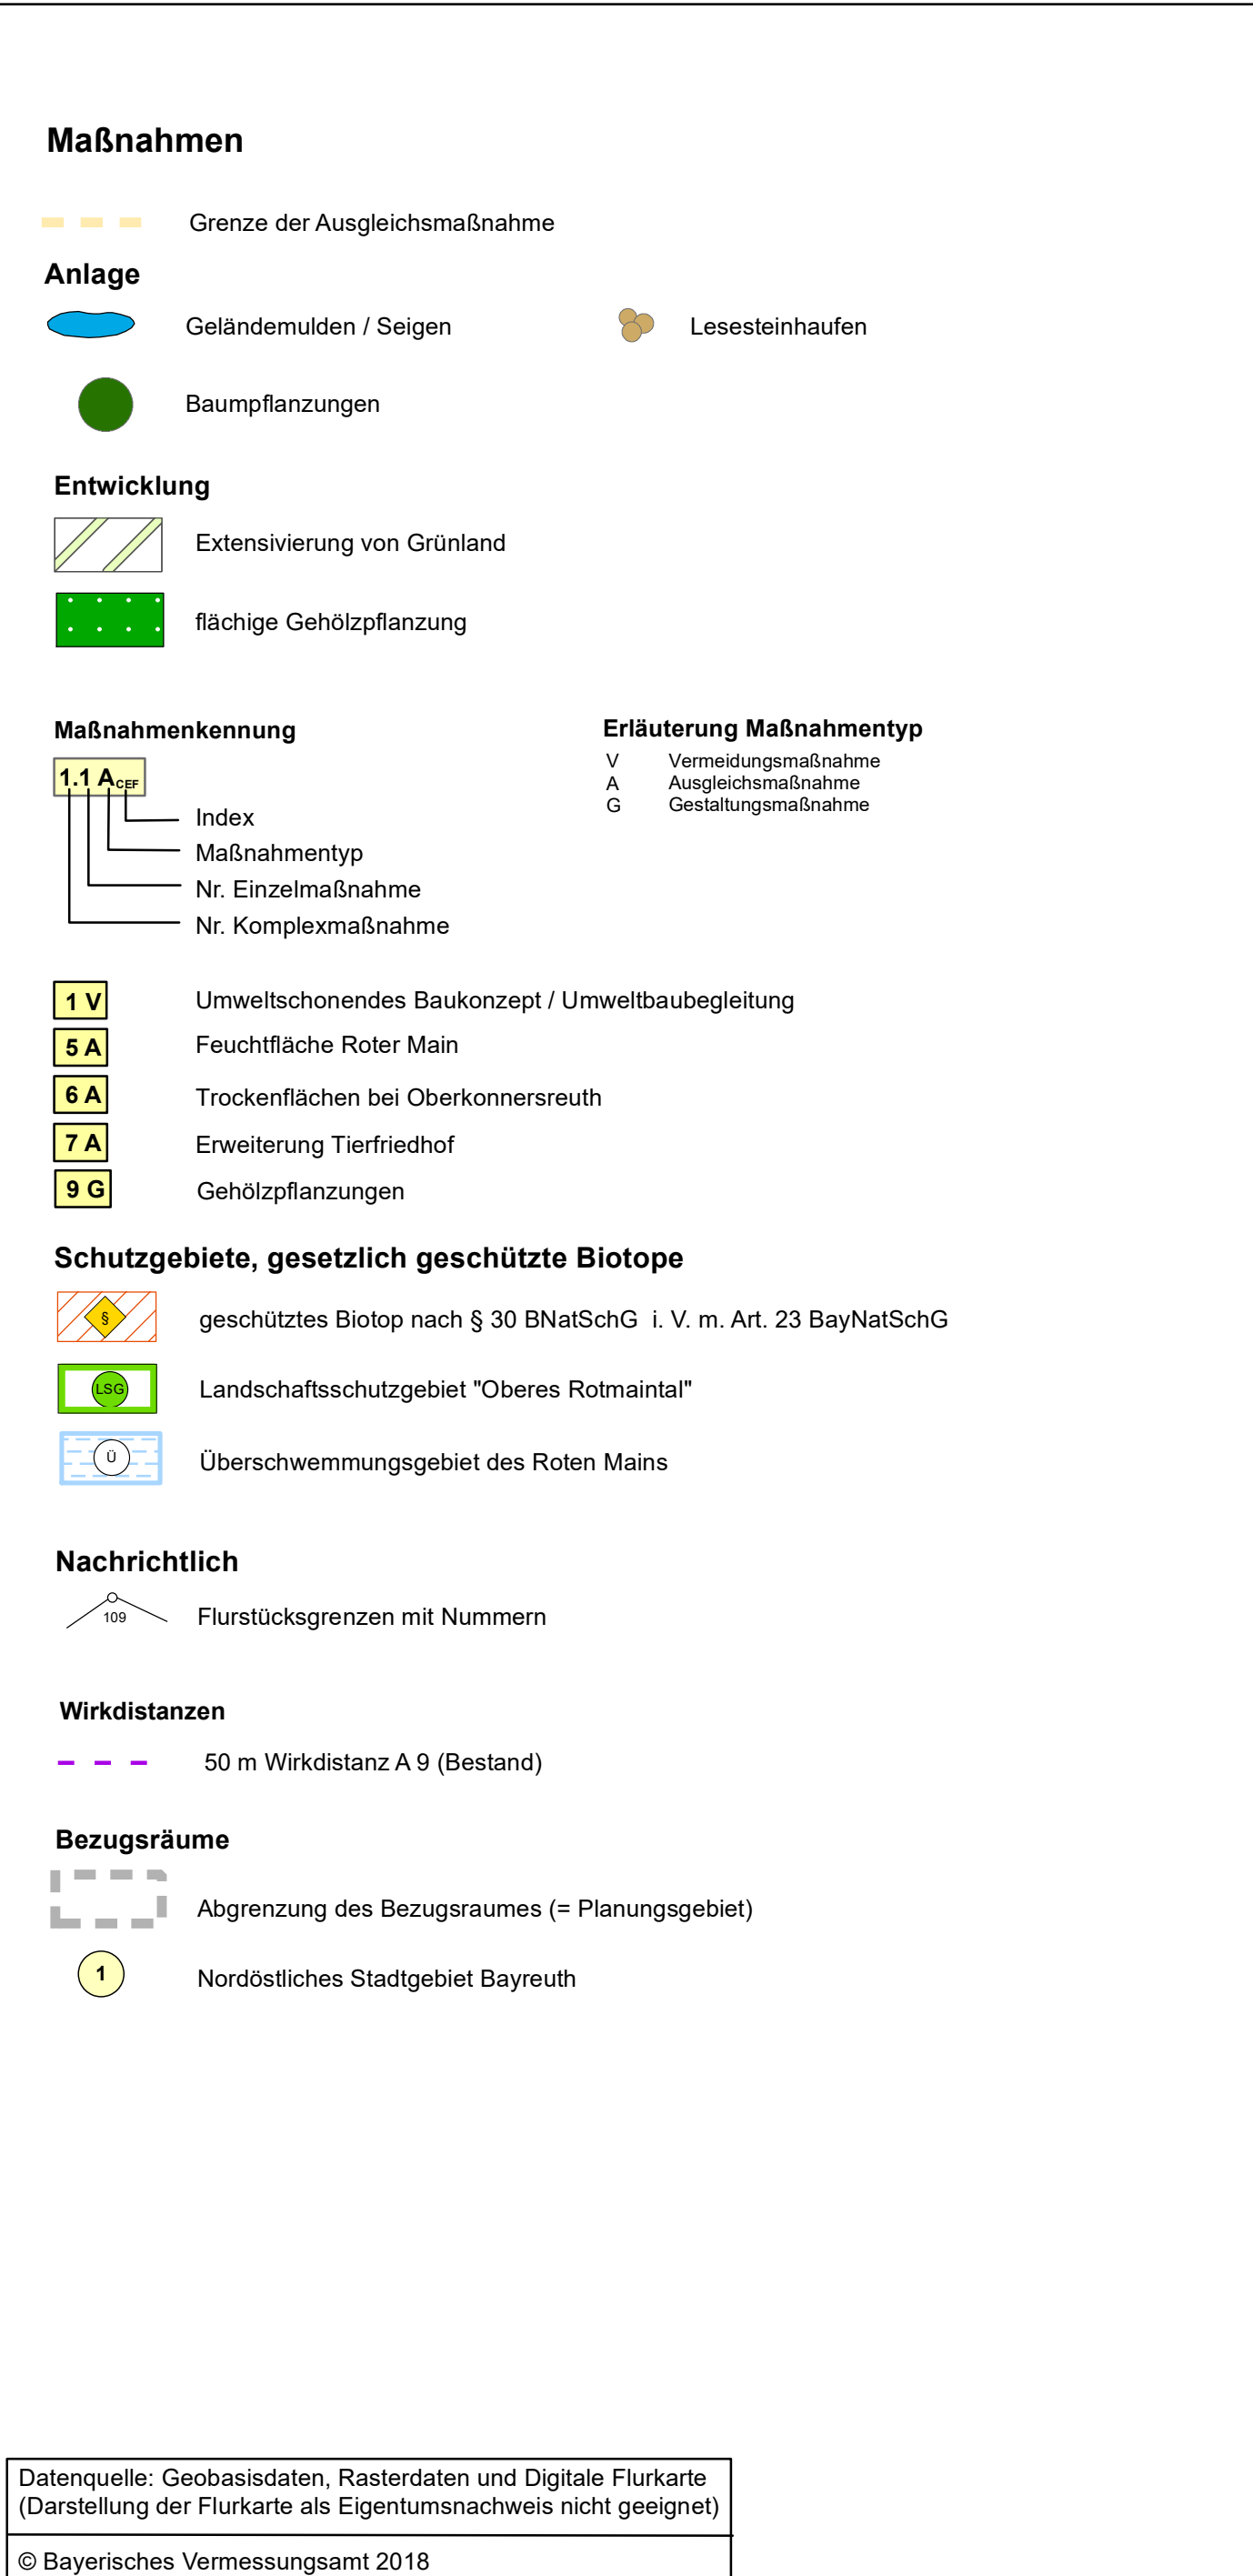 Maßnahmen
Grenze der Ausgleichsmaßnahme
Anlage
Geländemulden / Seigen
Lesesteinhaufen
Baumpflanzungen
Entwicklung
Extensivierung von Grünland
flächige Gehölzpflanzung
Maßnahmenkennung
1.1 A CEF
Index
Maßnahmentyp
Nr. Einzelmaßnahme
Nr. Komplexmaßnahme
Erläuterung Maßnahmentyp
V Vermeidungsmaßnahme
A Ausgleichsmaßnahme
G Gestaltungsmaßnahme
1 V Umweltschonendes Baukonzept / Umweltbaubegleitung
5 A Feuchtfläche Roter Main
6 A Trockenflächen bei Oberkonnersreuth
7 A Erweiterung Tierfriedhof
9 G Gehölzpflanzungen
Schutzgebiete, gesetzlich geschützte Biotope
§ geschütztes Biotop nach § 30 BNatSchG i. V. m. Art. 23 BayNatSchG
LSG Landschaftsschutzgebiet "Oberes Rotmaintal"
Ü Überschwemmungsgebiet des Roten Mains
Nachrichtlich
109 Flurstücksgrenzen mit Nummern
Wirkdistanzen
50 m Wirkdistanz A 9 (Bestand)
Bezugsräume
Abgrenzung des Bezugsraumes (= Planungsgebiet)
1 Nordöstliches Stadtgebiet Bayreuth
Datenquelle: Geobasisdaten, Rasterdaten und Digitale Flurkarte
(Darstellung der Flurkarte als Eigentumsnachweis nicht geeignet)
© Bayerisches Vermessungsamt 2018